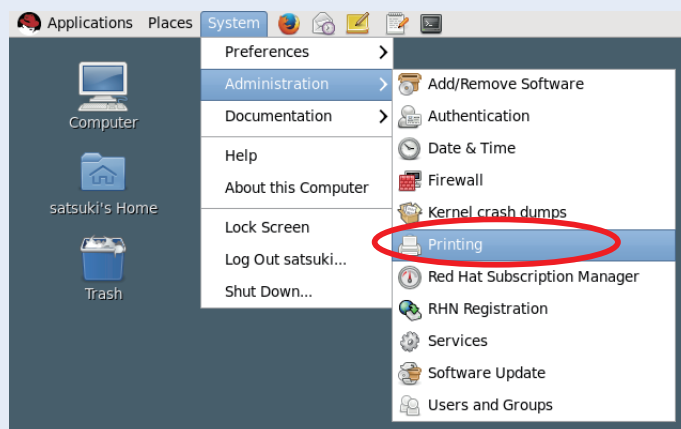 Applications Places System
Preferences
Administration
Documentation
Help
About this Computer
Lock Screen
Log Out satsuki...
Shut Down...
Add/Remove Software
Authentication
Date & Time
Firewall
Kernel crash dumps
Printing
Red Hat Subscription Manager
RHN Registration
Services
Software Update
Users and Groups
Computer
satsuki's Home
Trash